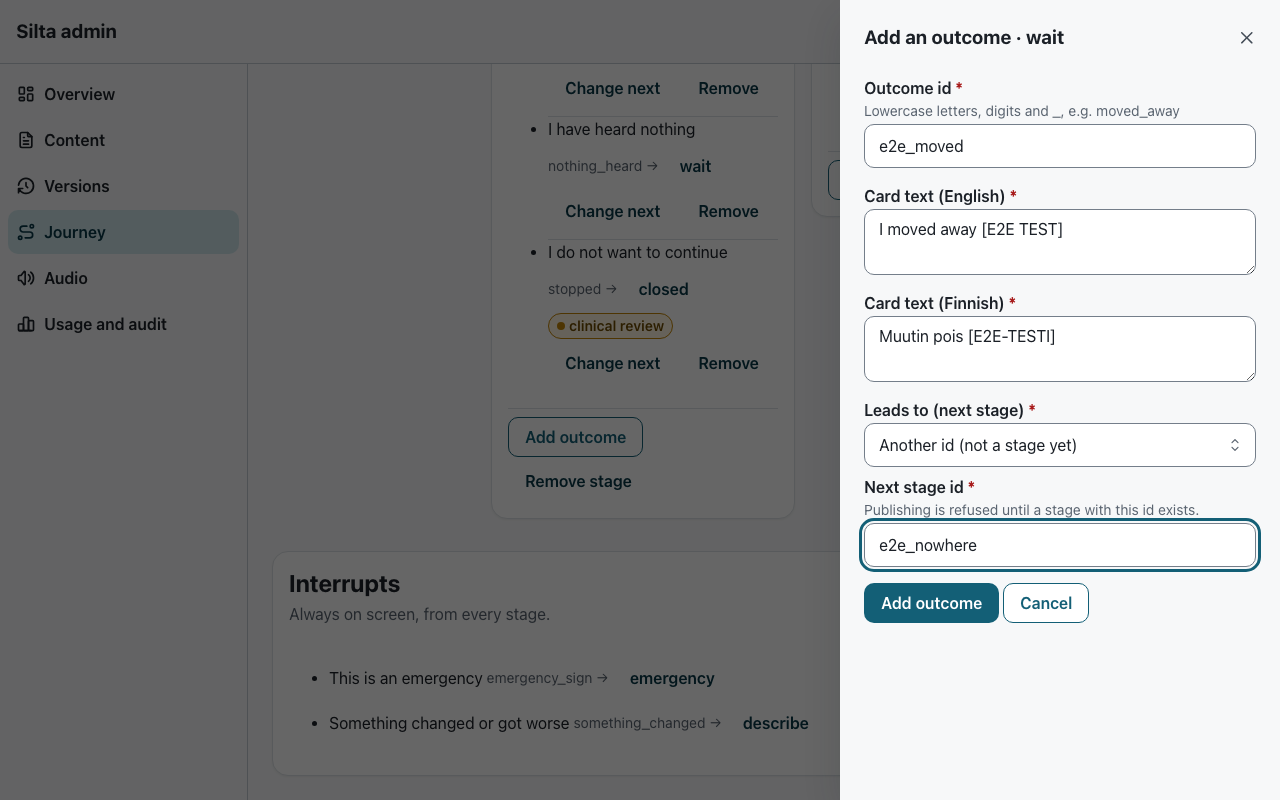 Silta admin
Overview
Content
Versions
Journey
Audio
Usage and audit
Change next Remove
I have heard nothing
nothing_heard → wait
Change next Remove
I do not want to continue
stopped → closed
clinical review
Change next Remove
Add outcome
Remove stage
Interrupts
Always on screen, from every stage.
This is an emergency emergency_sign → emergency
Something changed or got worse something_changed → describe
Add an outcome · wait
Outcome id *
Lowercase letters, digits and _, e.g. moved_away
e2e_moved
Card text (English) *
I moved away [E2E TEST]
Card text (Finnish) *
Muutin pois [E2E-TESTI]
Leads to (next stage) *
Another id (not a stage yet)
Next stage id *
Publishing is refused until a stage with this id exists.
e2e_nowhere
Add outcome Cancel